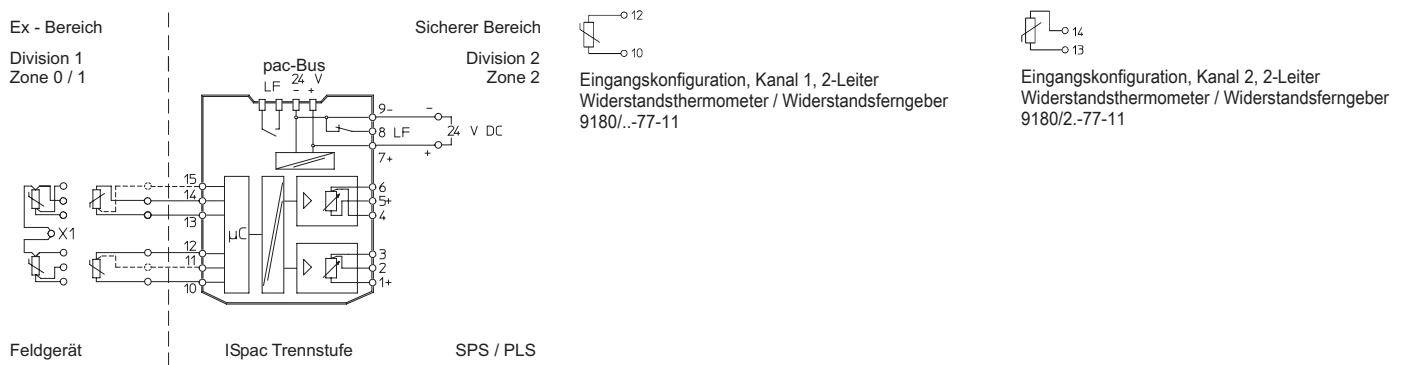 Ex - Bereich
Sicherer Bereich
Division 1
Zone 0 / 1
Division 2
Zone 2
pac-Bus
24 V
LF - +
9-
8 LF
7+
-
24 V DC
+
15
14
13
12
11
10
µC
6
5+
4
3
2
1+
X1
Feldgerät
ISpac Trennstufe
SPS / PLS
12
10
Eingangskonfiguration, Kanal 1, 2-Leiter
Widerstandsthermometer / Widerstandsferngeber
9180/..-77-11
14
13
Eingangskonfiguration, Kanal 2, 2-Leiter
Widerstandsthermometer / Widerstandsferngeber
9180/2.-77-11